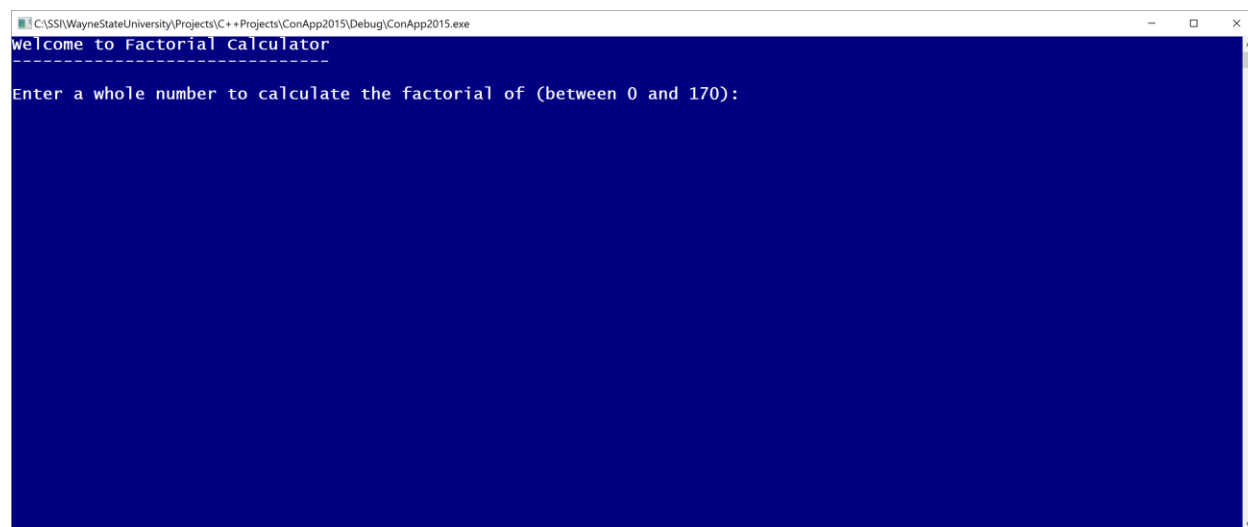 C:\SSI\WayneStateUniversity\Projects\C++Projects\ConApp2015\Debug\ConApp2015.exe
Welcome to Factorial Calculator
-------------------------------
Enter a whole number to calculate the factorial of (between 0 and 170):